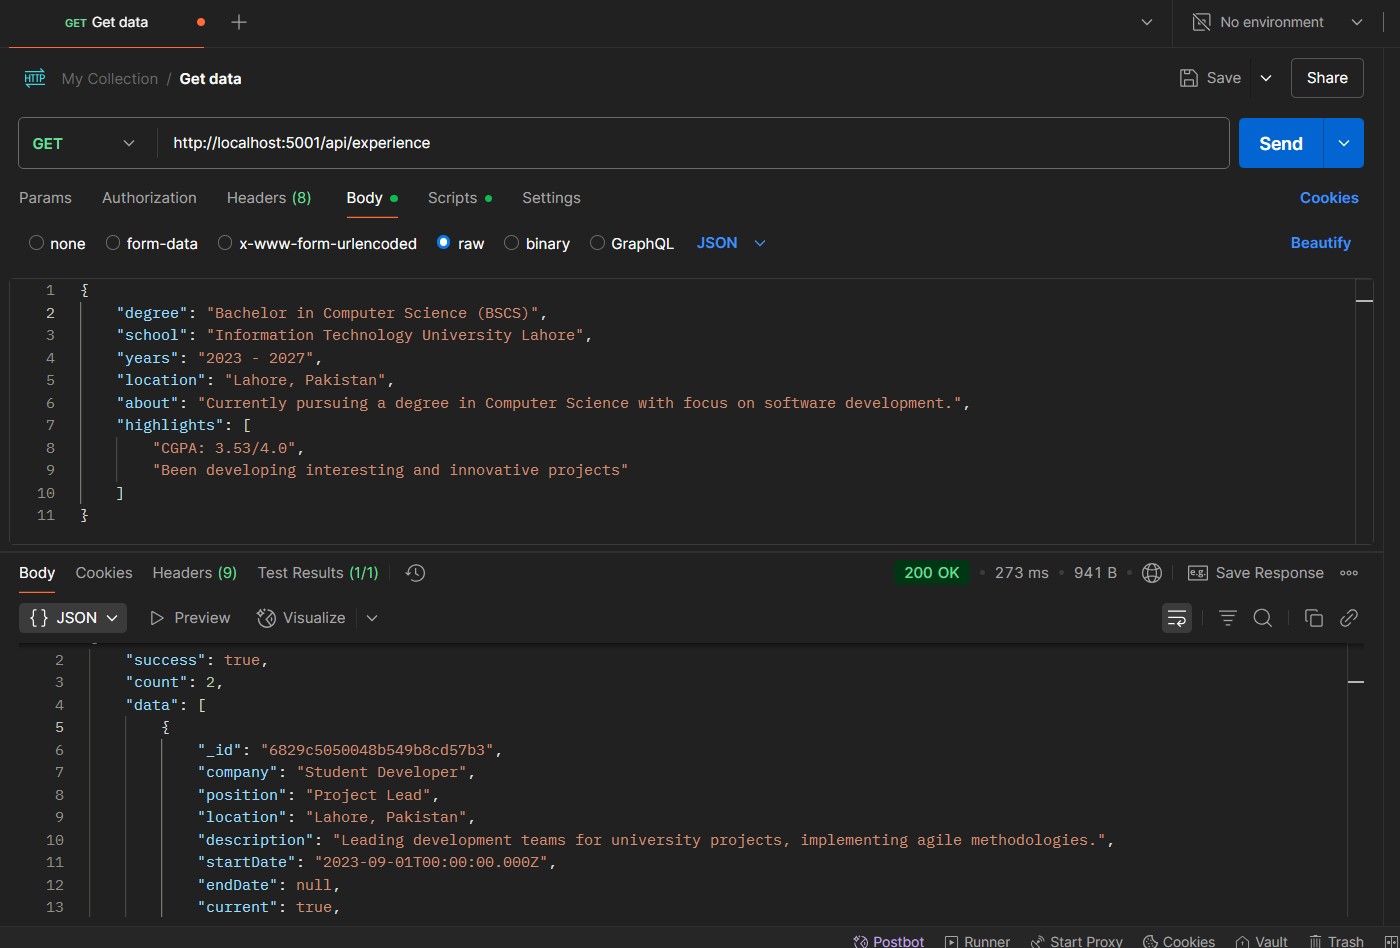 GET Get data
No environment
My Collection / Get data
Save
Share
GET
http://localhost:5001/api/experience
Send
Params Authorization Headers (8) Body Scripts Settings
Cookies
none form-data x-www-form-urlencoded raw binary GraphQL JSON
Beautify
1 {
2 "degree": "Bachelor in Computer Science (BSCS)",
3 "school": "Information Technology University Lahore",
4 "years": "2023 - 2027",
5 "location": "Lahore, Pakistan",
6 "about": "Currently pursuing a degree in Computer Science with focus on software development.",
7 "highlights": [
8 "CGPA: 3.53/4.0",
9 "Been developing interesting and innovative projects"
10 ]
11 }
Body Cookies Headers (9) Test Results (1/1)
200 OK • 273 ms • 941 B • e.g. Save Response
{} JSON Preview Visualize
2 "success": true,
3 "count": 2,
4 "data": [
5 {
6 "_id": "6829c5050048b549b8cd57b3",
7 "company": "Student Developer",
8 "position": "Project Lead",
9 "location": "Lahore, Pakistan",
10 "description": "Leading development teams for university projects, implementing agile methodologies.",
11 "startDate": "2023-09-01T00:00:00.000Z",
12 "endDate": null,
13 "current": true,
Postbot Runner Start Proxy Cookies Vault Trash